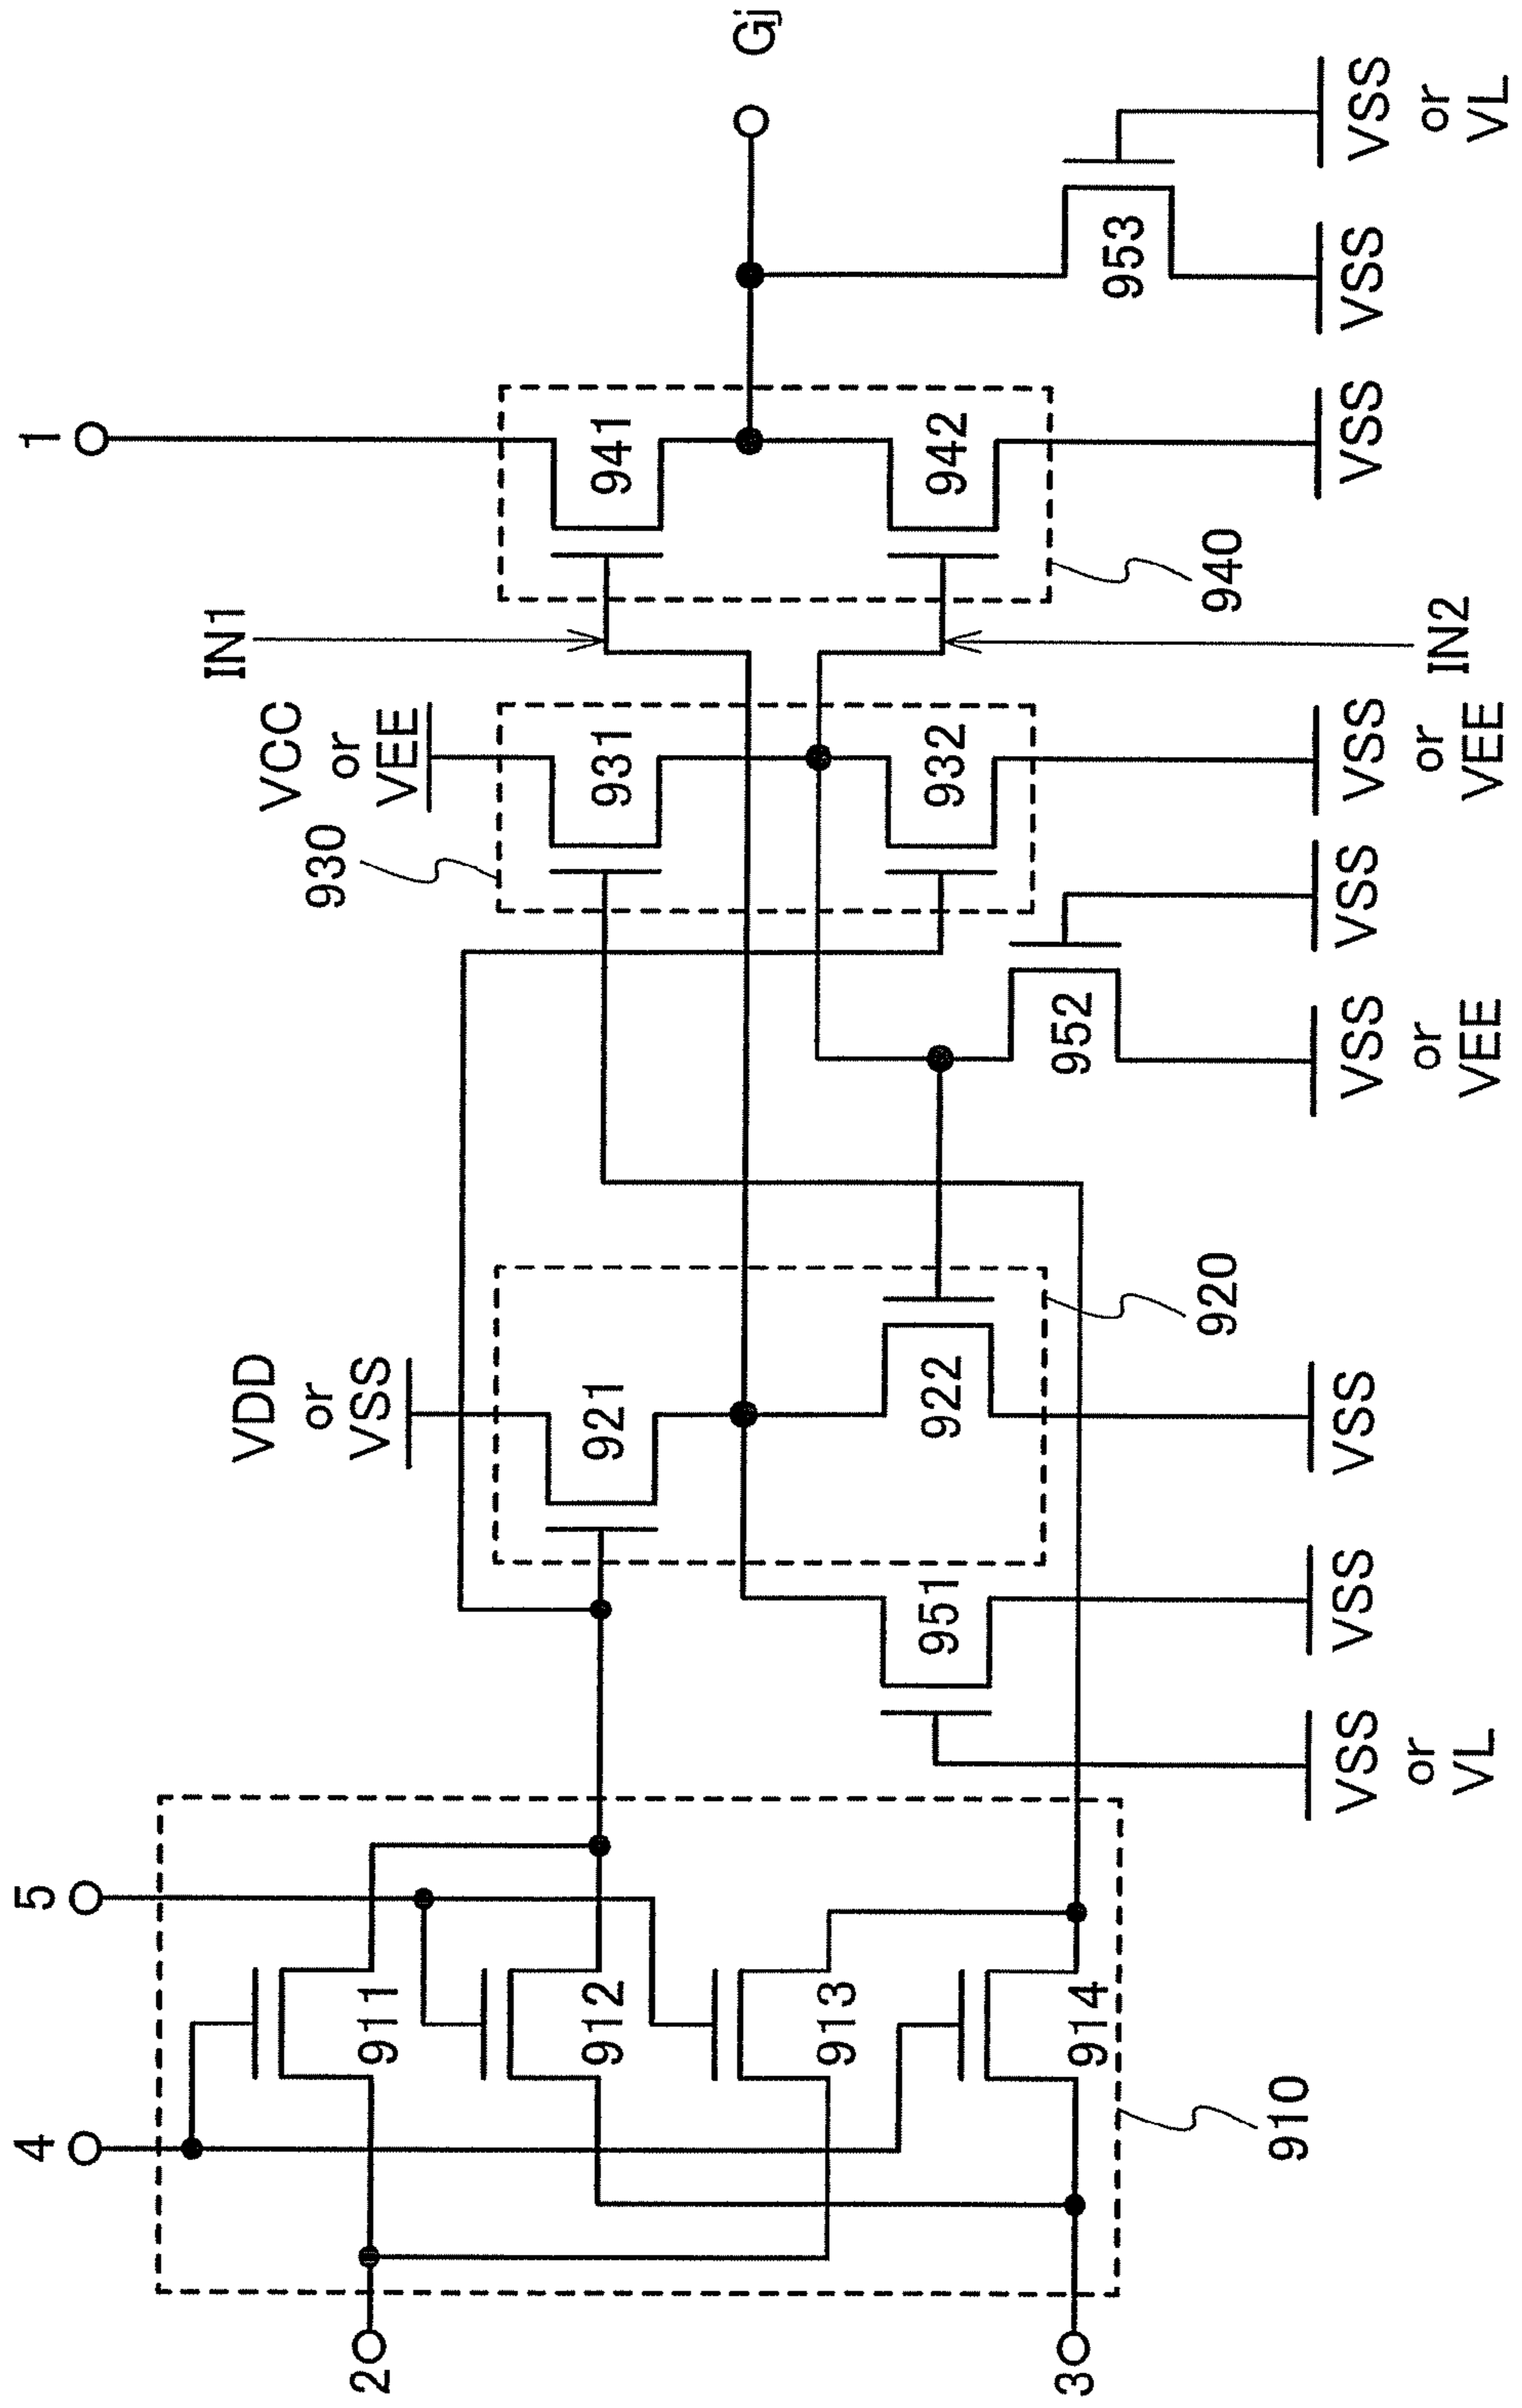 1
Gj
IN1
VCC
or
VEE
930
931
932
941
942
940
IN2
953
VSS
or
VL
VSS
VSS
VSS
or
VEE
VSS
952
VSS
or
VEE
VDD
or
VSS
921
922
920
VSS
951
VSS
VSS
or
VL
5
4
911
912
913
914
910
2
3